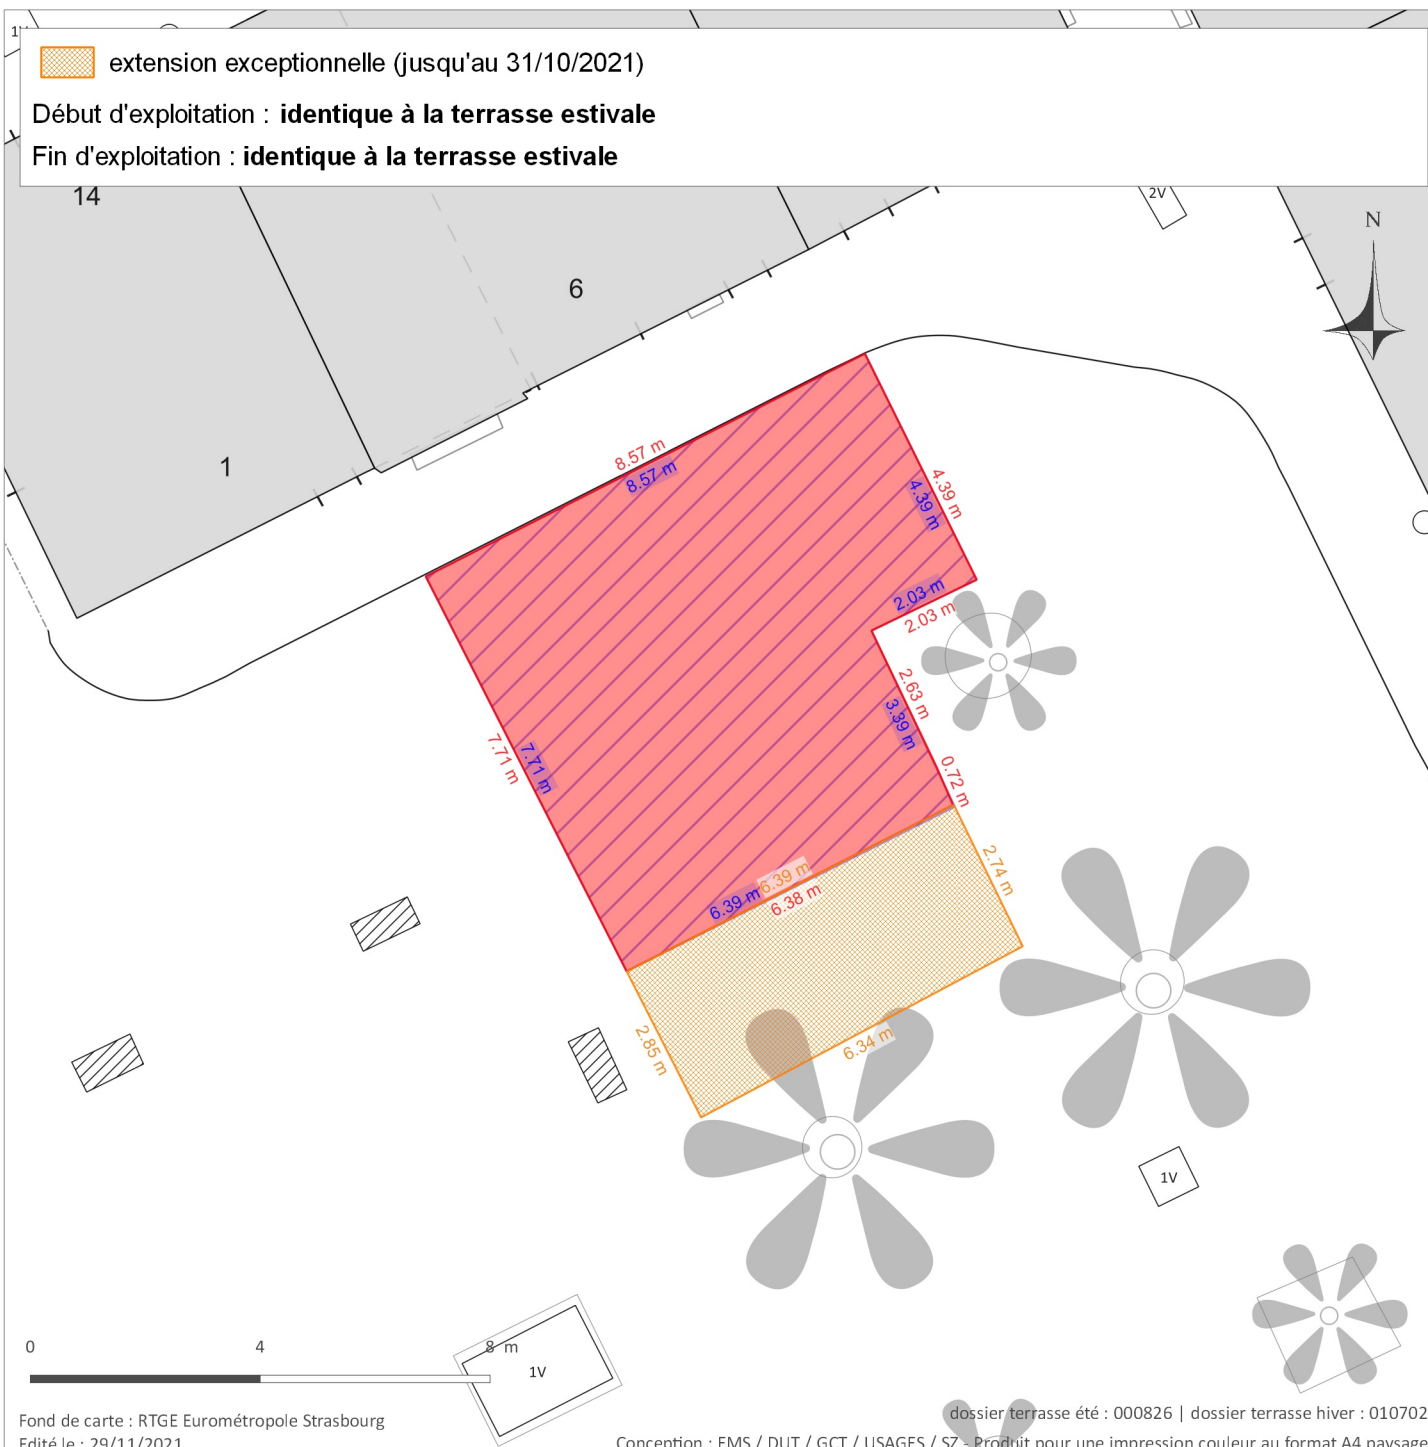 extension exceptionnelle (jusqu'au 31/10/2021)
Début d'exploitation : identique à la terrasse estivale
Fin d'exploitation : identique à la terrasse estivale
14
2V
N
6
1
8.57 m
8.57 m
4.39 m
4.39 m
2.03 m
2.03 m
2.63 m
3.39 m
7.71 m
7.71 m
0.72 m
6.39 m
6.39 m
6.38 m
2.74 m
2.85 m
6.34 m
1V
0 4 8 m
1V
Fond de carte : RTGE Eurométropole Strasbourg
dossier terrasse été : 000826 | dossier terrasse hiver : 010702
Edité le : 29/11/2021
Conception : EMS / DUT / GCT / USAGES / SZ - Produit pour une impression couleur au format A4 paysage